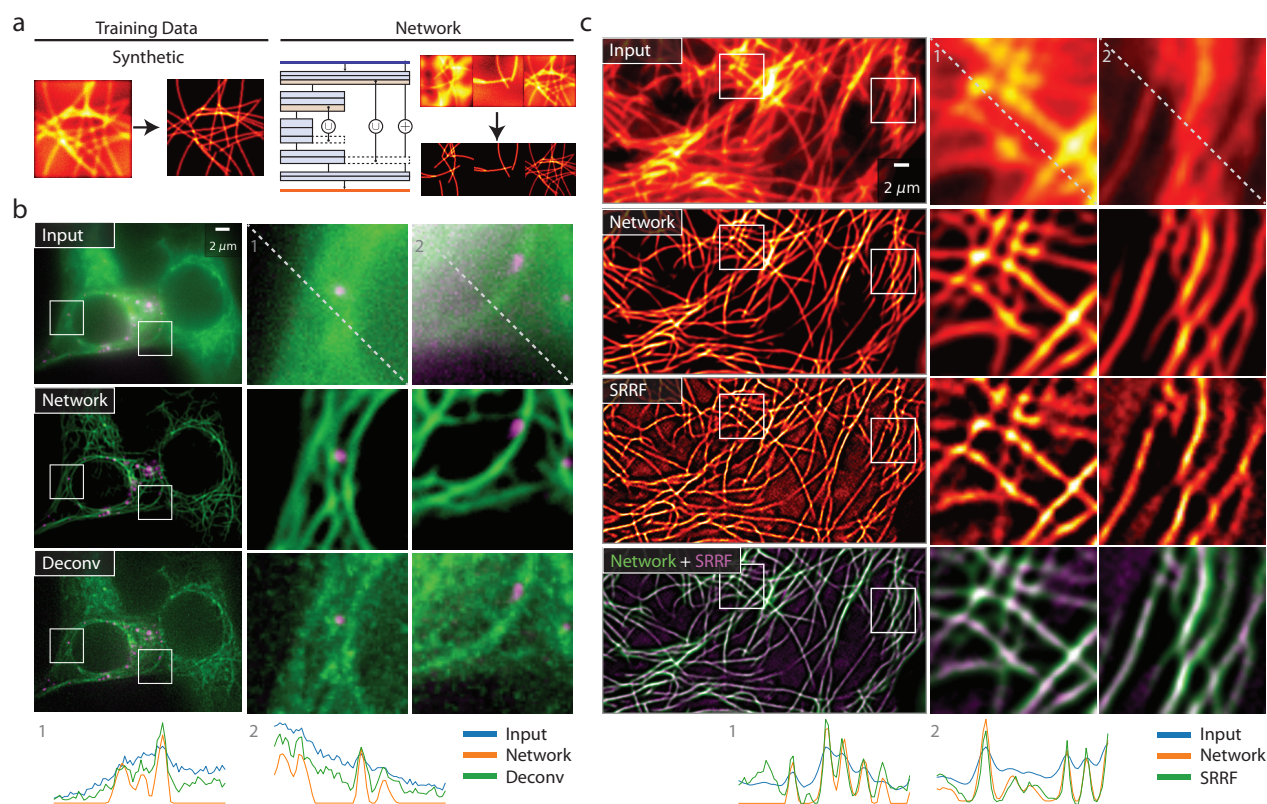 a
Training Data
Network
Synthetic
U
U
+
b
Input
2 μm
1
2
Network
Deconv
1
2
Input
Network
Deconv
c
Input
2 μm
1
2
Network
SRRF
Network + SRRF
1
2
Input
Network
SRRF